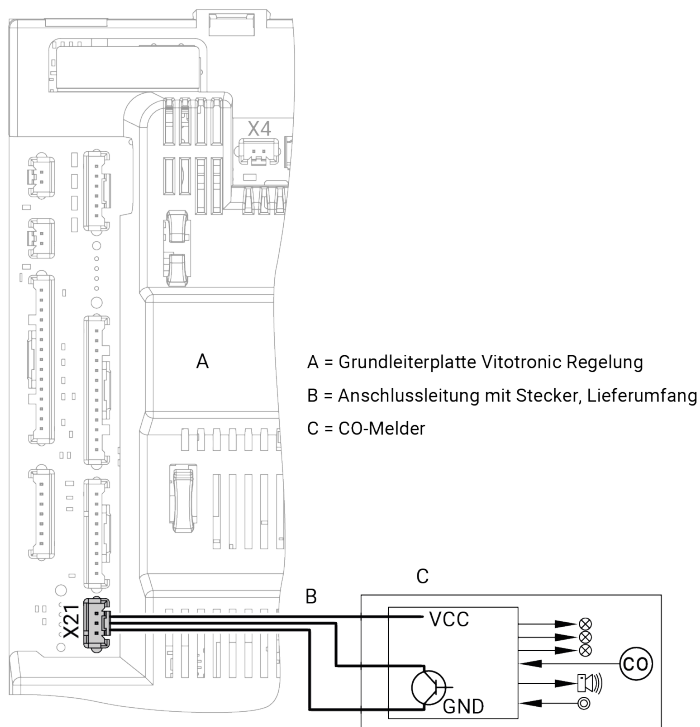 X4
A
A = Grundleiterplatte Vitotronic Regelung
B = Anschlussleitung mit Stecker, Lieferumfang
C = CO-Melder
B
C
X21
VCC
CO
GND